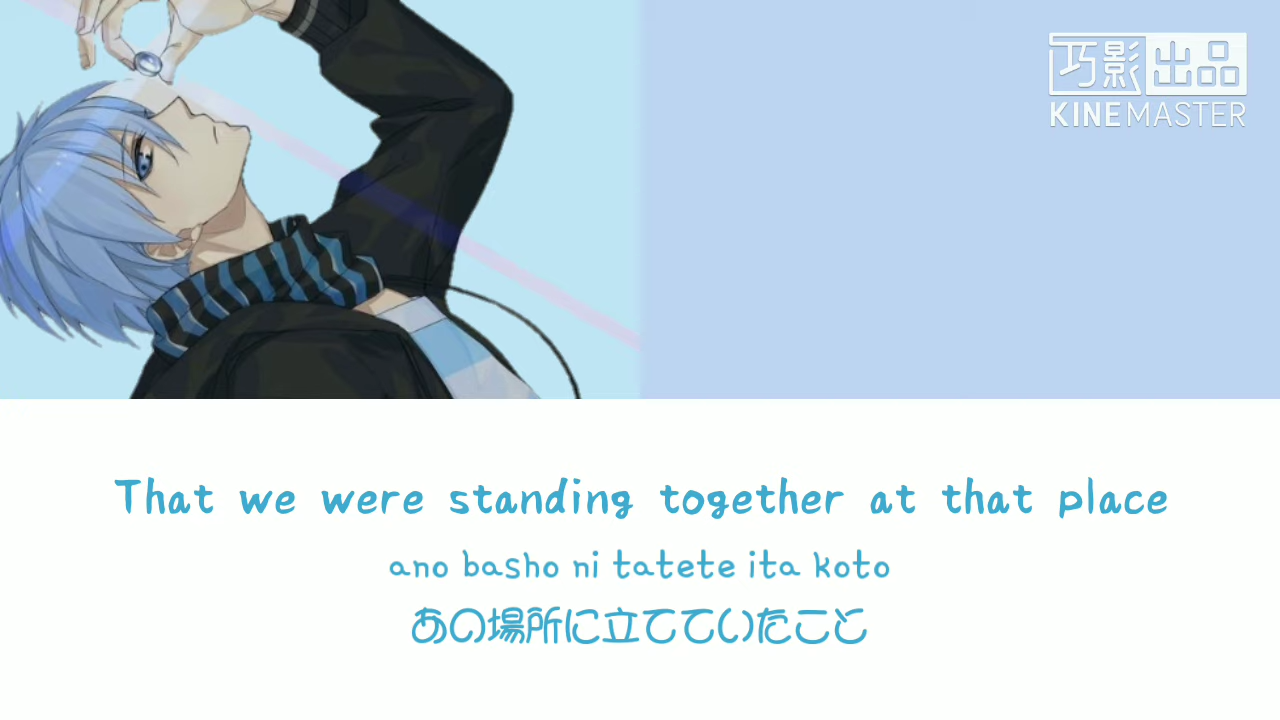 巧影出品
KINEMASTER
That we were standing together at that place
ano basho ni tatete ita koto
あの場所に立てていたこと